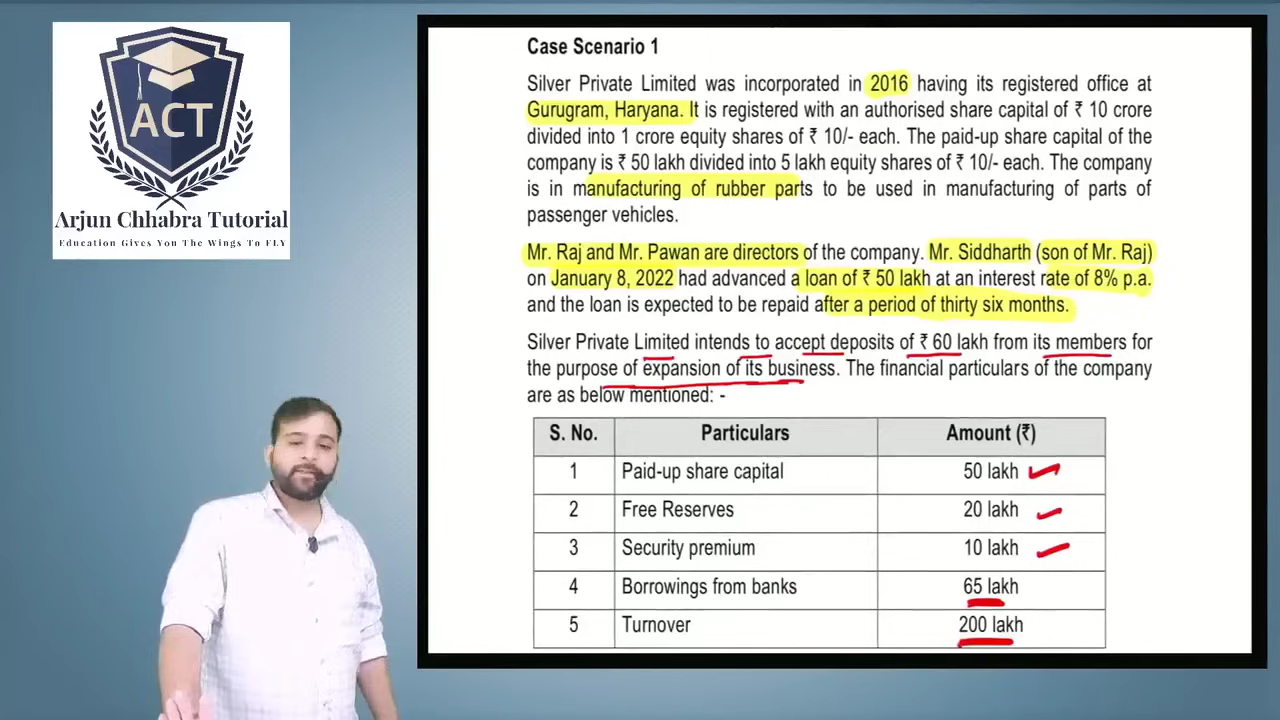 ACT
Arjun Chhabra Tutorial
Education Gives You The Wings To FLY
Case Scenario 1
Silver Private Limited was incorporated in 2016 having its registered office at
Gurugram, Haryana. It is registered with an authorised share capital of ₹ 10 crore
divided into 1 crore equity shares of ₹ 10/- each. The paid-up share capital of the
company is ₹ 50 lakh divided into 5 lakh equity shares of ₹ 10/- each. The company
is in manufacturing of rubber parts to be used in manufacturing of parts of
passenger vehicles.
Mr. Raj and Mr. Pawan are directors of the company. Mr. Siddharth (son of Mr. Raj)
on January 8, 2022 had advanced a loan of ₹ 50 lakh at an interest rate of 8% p.a.
and the loan is expected to be repaid after a period of thirty six months.
Silver Private Limited intends to accept deposits of ₹ 60 lakh from its members for
the purpose of expansion of its business. The financial particulars of the company
are as below mentioned: -
S. No. Particulars Amount (₹)
1 Paid-up share capital 50 lakh
2 Free Reserves 20 lakh
3 Security premium 10 lakh
4 Borrowings from banks 65 lakh
5 Turnover 200 lakh